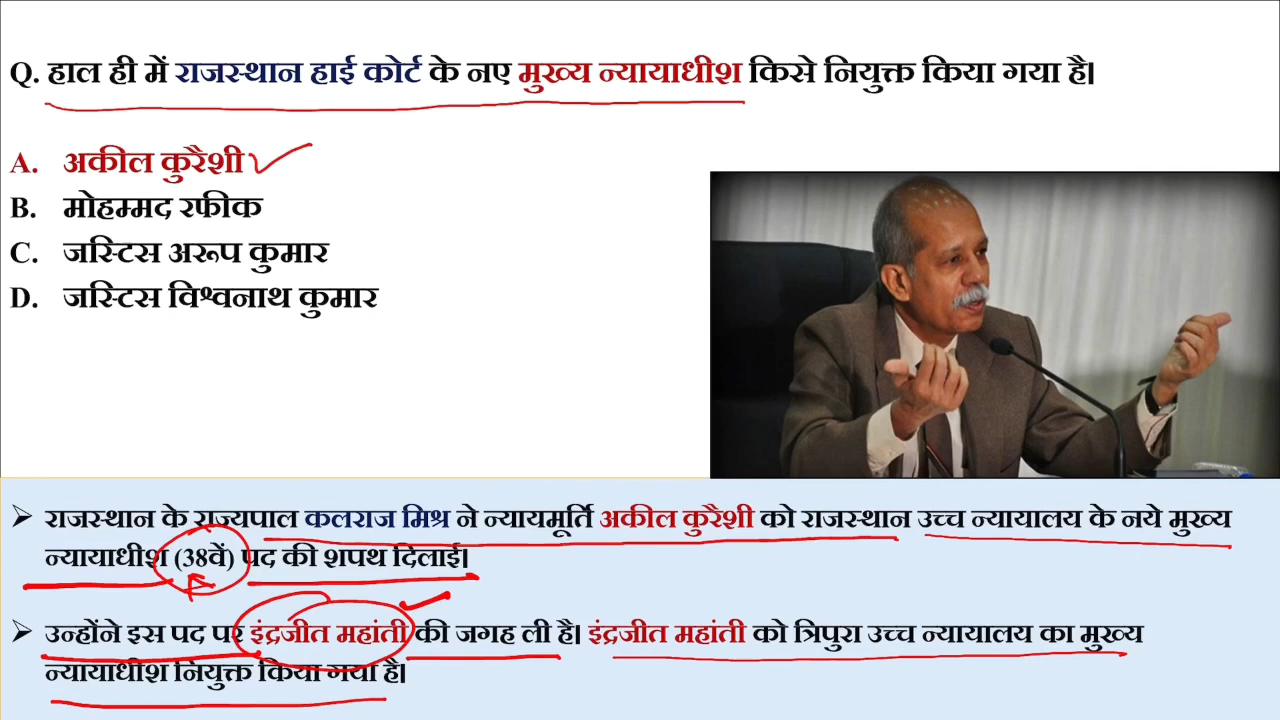 Q. हाल ही में राजस्थान हाई कोर्ट के नए मुख्य न्यायाधीश किसे नियुक्त किया गया है।
A. अकील कुरैशी
B. मोहम्मद रफीक
C. जस्टिस अरूप कुमार
D. जस्टिस विश्वनाथ कुमार
➢ राजस्थान के राज्यपाल कलराज मिश्र ने न्यायमूर्ति अकील कुरैशी को राजस्थान उच्च न्यायालय के नये मुख्य
न्यायाधीश (38वें) पद की शपथ दिलाई।
➢ उन्होंने इस पद पर इंद्रजीत महांती की जगह ली है। इंद्रजीत महांती को त्रिपुरा उच्च न्यायालय का मुख्य
न्यायाधीश नियुक्त किया गया है।